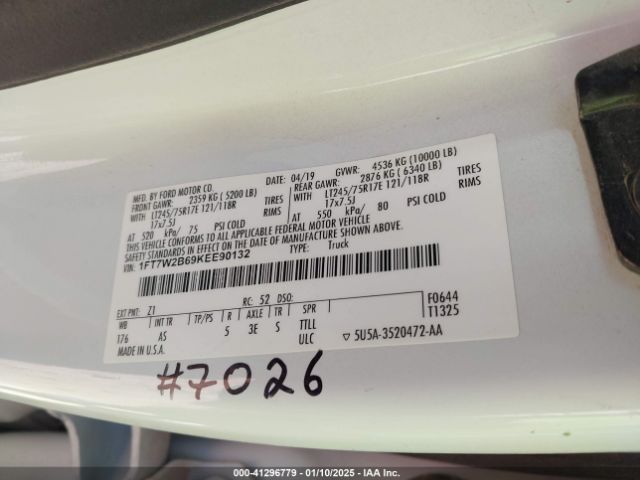 MFD. BY FORD MOTOR CO.
04/19 GVWR: 4536 KG (10000 LB)
FRONT GAWR: 2359 KG (5200 LB) REAR GAWR: 2876 KG (6340 LB)
WITH LT245/75R17E 121/118R TIRES WITH LT245/75R17E 121/118R TIRES
17x7.5J RIMS 17x7.5J RIMS
AT 520 kPa/ 75 PSI COLD AT 550 kPa/ 80 PSI COLD
THIS VEHICLE CONFORMS TO ALL APPLICABLE FEDERAL MOTOR VEHICLE
SAFETY STANDARDS IN EFFECT ON THE DATE OF MANUFACTURE SHOWN ABOVE.
VIN: 1FT7W2B69KEE90132 TYPE: Truck
EXT PNT: Z1 RC: 52 DSO: F0644
WB INT TR TP/PS R AXLE TR SPR T1325
176 AS 5 3E S TTLL
MADE IN U.S.A. ULC ▽ 5U5A-3520472-AA
#7026
000-41296779 — 01/10/2025 — IAA Inc.